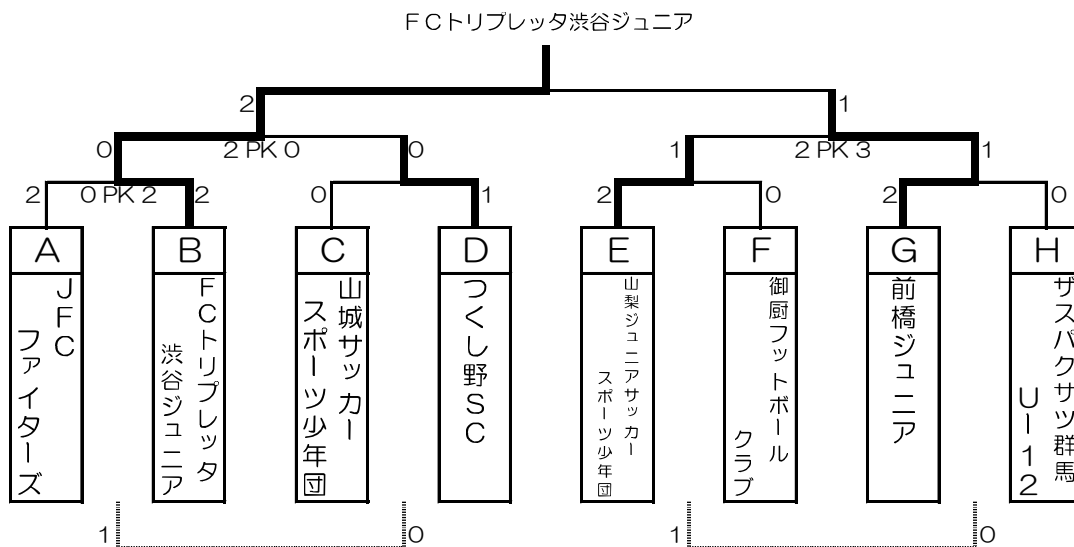 FCトリプレッタ渋谷ジュニア
2
1
0
2 PK 0
0
1
2 PK 3
1
2
0 PK 2
2
0
1
2
0
2
0
A
B
C
D
E
F
G
H
JFC
ファイターズ
FCトリプレッタ
渋谷ジュニア
山城サッカー
スポーツ少年団
つくし野SC
山梨ジュニアサッカー
スポーツ少年団
御厨フットボール
クラブ
前橋ジュニア
ザスパクサツ群馬
U-12
1
0
1
0